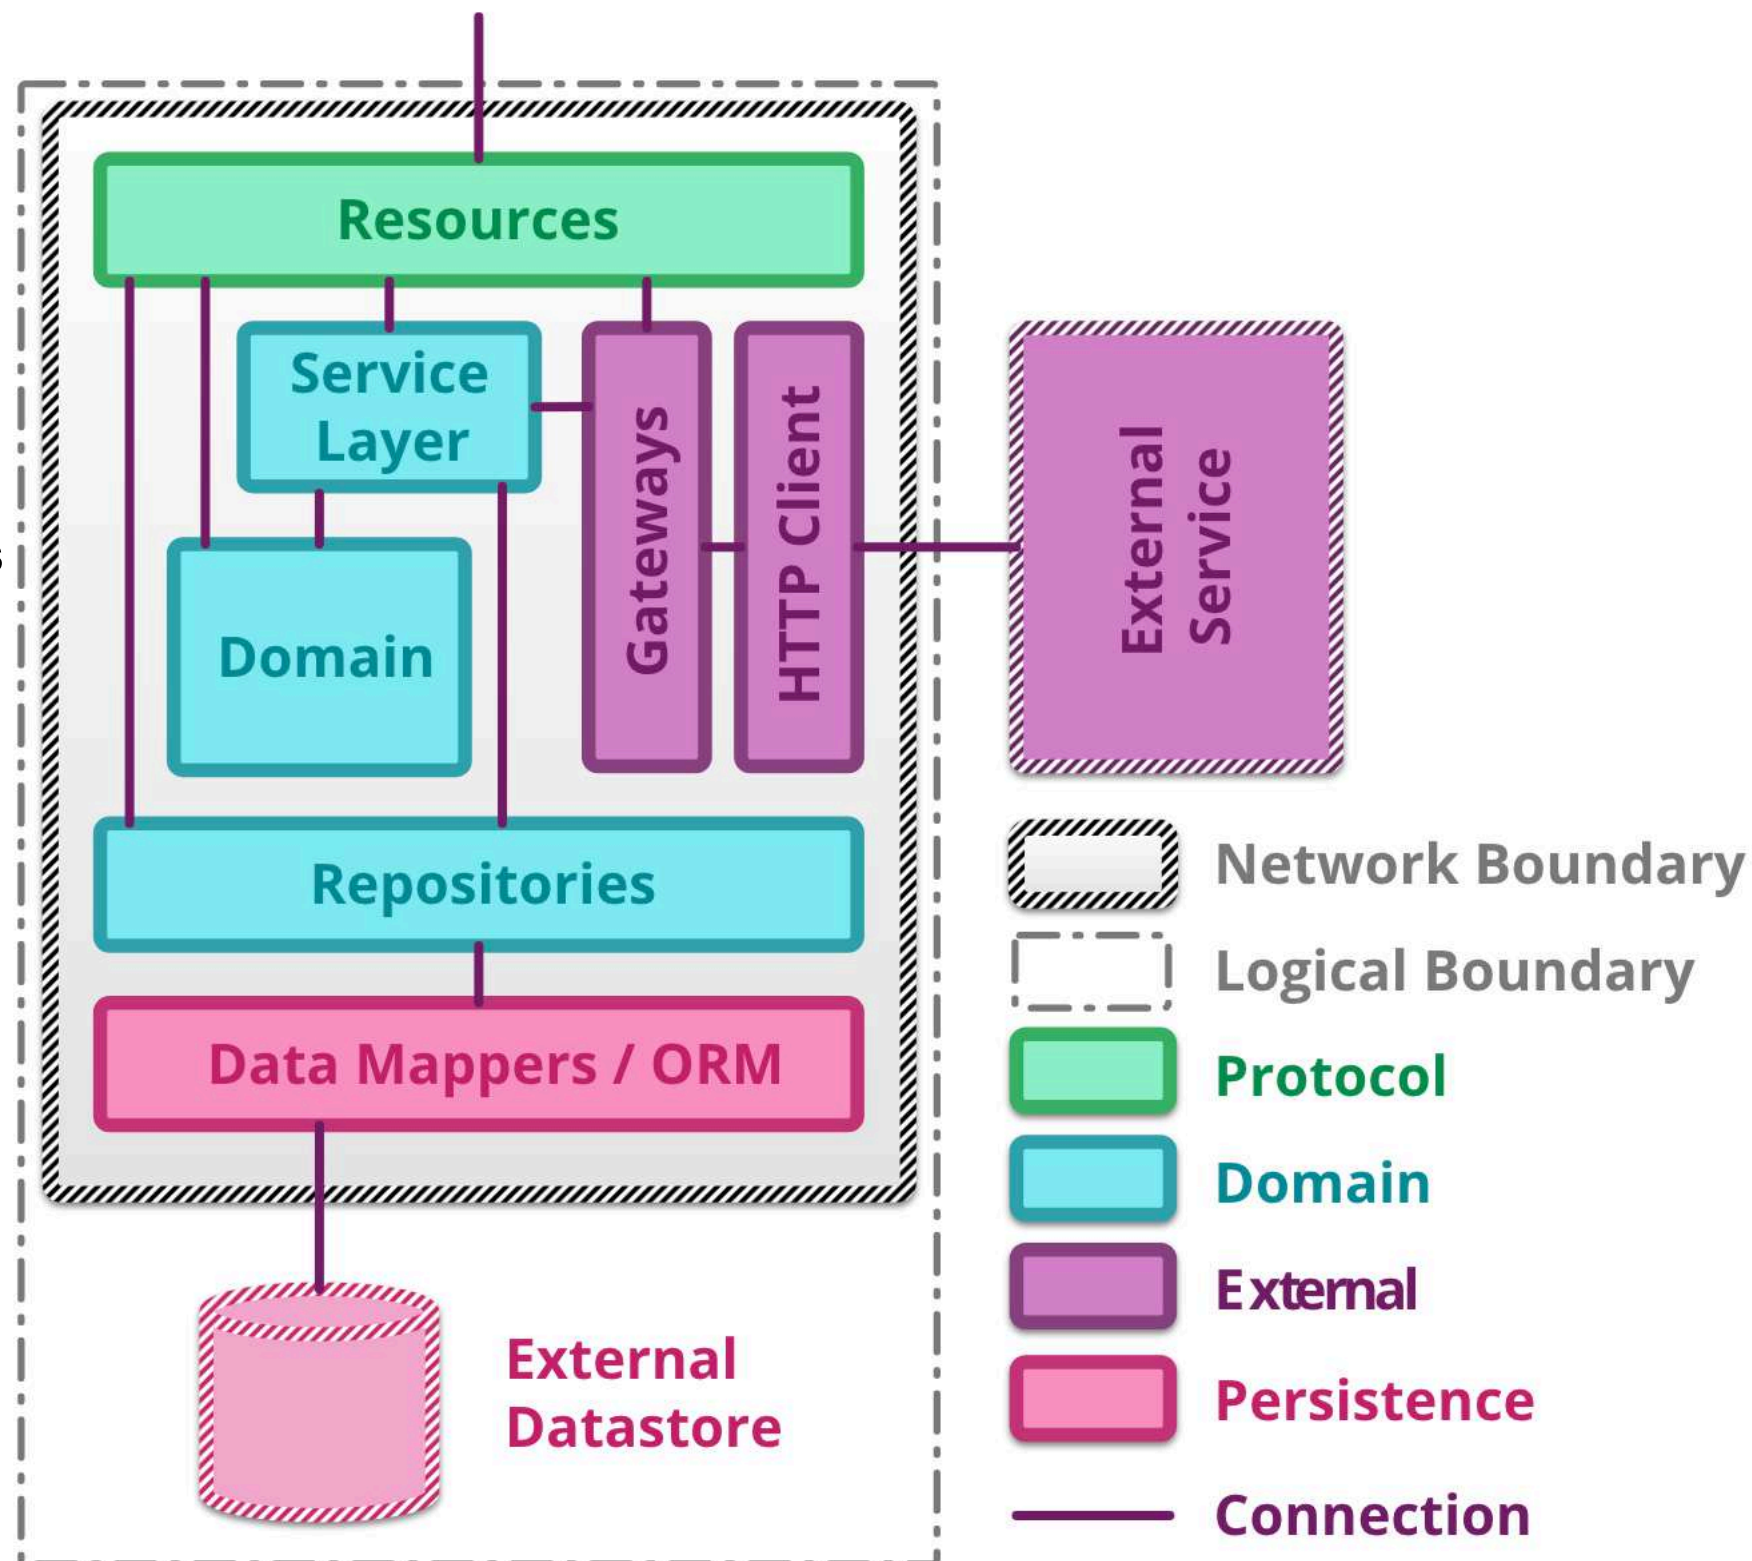 Resources
Service
Layer
Gateways
HTTP Client
External
Service
Domain
Repositories
Data Mappers / ORM
External
Datastore
Network Boundary
Logical Boundary
Protocol
Domain
External
Persistence
Connection